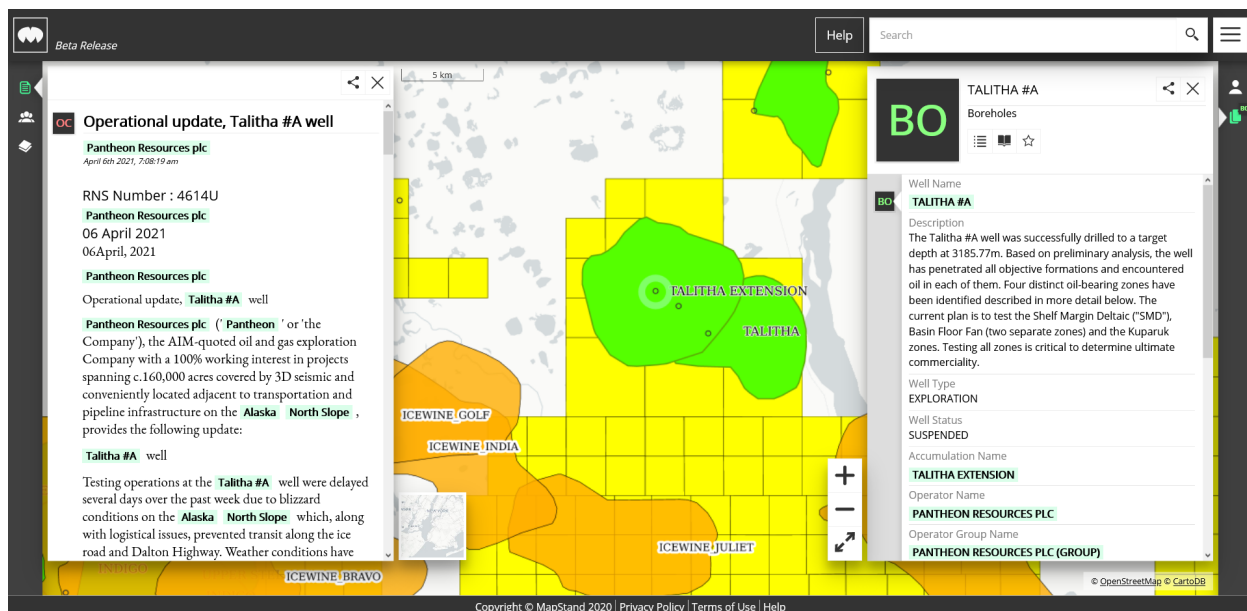 Beta Release
Help
Search
OC Operational update, Talitha #A well
Pantheon Resources plc
April 6th 2021, 7:08:19 am
RNS Number : 4614U
Pantheon Resources plc
06 April 2021
06April, 2021
Pantheon Resources plc
Operational update, Talitha #A well
Pantheon Resources plc (' Pantheon ' or 'the
Company'), the AIM-quoted oil and gas exploration
Company with a 100% working interest in projects
spanning c.160,000 acres covered by 3D seismic and
conveniently located adjacent to transportation and
pipeline infrastructure on the Alaska North Slope ,
provides the following update:
Talitha #A well
Testing operations at the Talitha #A well were delayed
several days over the past week due to blizzard
conditions on the Alaska North Slope which, along
with logistical issues, prevented transit along the ice
road and Dalton Highway. Weather conditions have
5 km
TALITHA EXTENSION
TALITHA
ICEWINE_GOLF
ICEWINE_INDIA
ICEWINE_JULIET
INDIGO
ICEWINE_BRAVO
+
−
BO
TALITHA #A
Boreholes
BO
BO
Well Name
TALITHA #A
Description
The Talitha #A well was successfully drilled to a target
depth at 3185.77m. Based on preliminary analysis, the well
has penetrated all objective formations and encountered
oil in each of them. Four distinct oil-bearing zones have
been identified described in more detail below. The
current plan is to test the Shelf Margin Deltaic ("SMD"),
Basin Floor Fan (two separate zones) and the Kuparuk
zones. Testing all zones is critical to determine ultimate
commerciality.
Well Type
EXPLORATION
Well Status
SUSPENDED
Accumulation Name
TALITHA EXTENSION
Operator Name
PANTHEON RESOURCES PLC
Operator Group Name
PANTHEON RESOURCES PLC (GROUP)
© OpenStreetMap © CartoDB
Copyright © MapStand 2020 | Privacy Policy | Terms of Use | Help